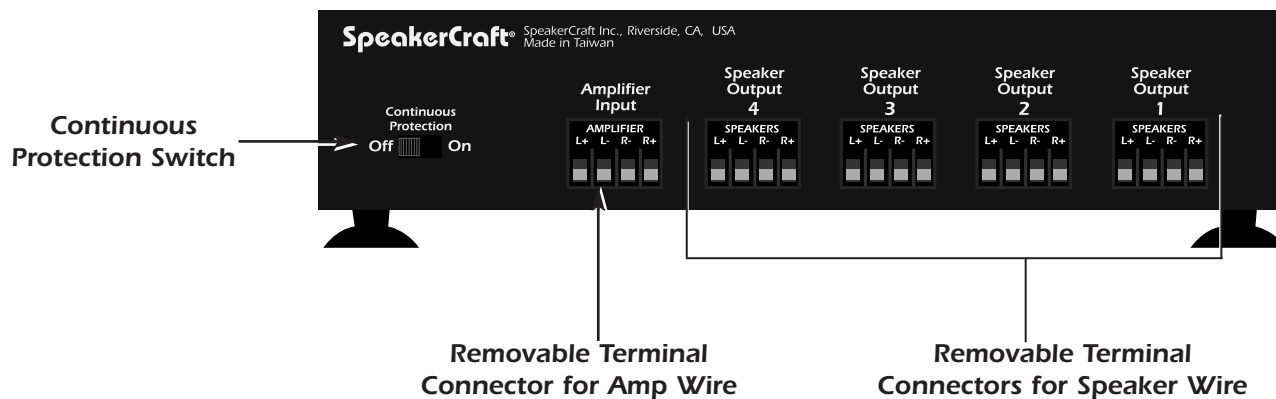 SpeakerCraft® SpeakerCraft Inc., Riverside, CA, USA
Made in Taiwan
Continuous
Protection Switch
Continuous
Protection
Off On
Amplifier
Input
AMPLIFIER
L+ L- R- R+
Speaker
Output
4
SPEAKERS
L+ L- R- R+
Speaker
Output
3
SPEAKERS
L+ L- R- R+
Speaker
Output
2
SPEAKERS
L+ L- R- R+
Speaker
Output
1
SPEAKERS
L+ L- R- R+
Removable Terminal
Connector for Amp Wire
Removable Terminal
Connectors for Speaker Wire